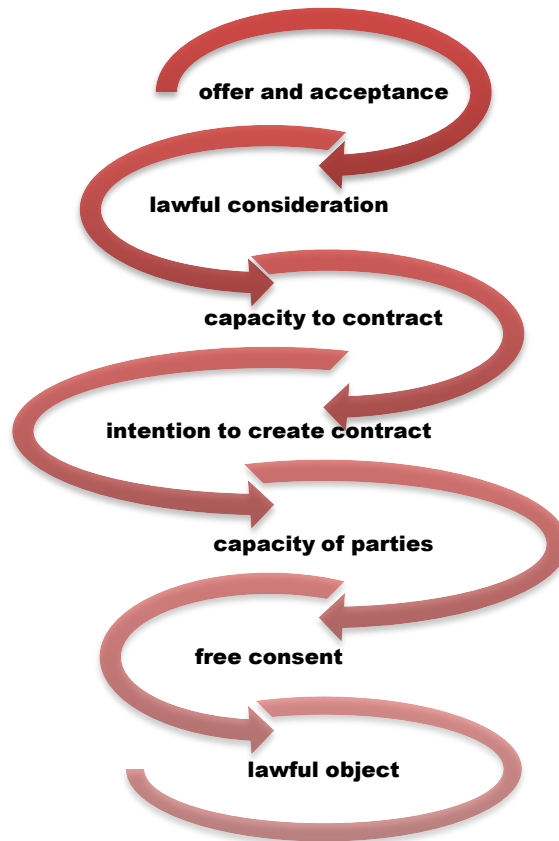 offer and acceptance
lawful consideration
capacity to contract
intention to create contract
capacity of parties
free consent
lawful object